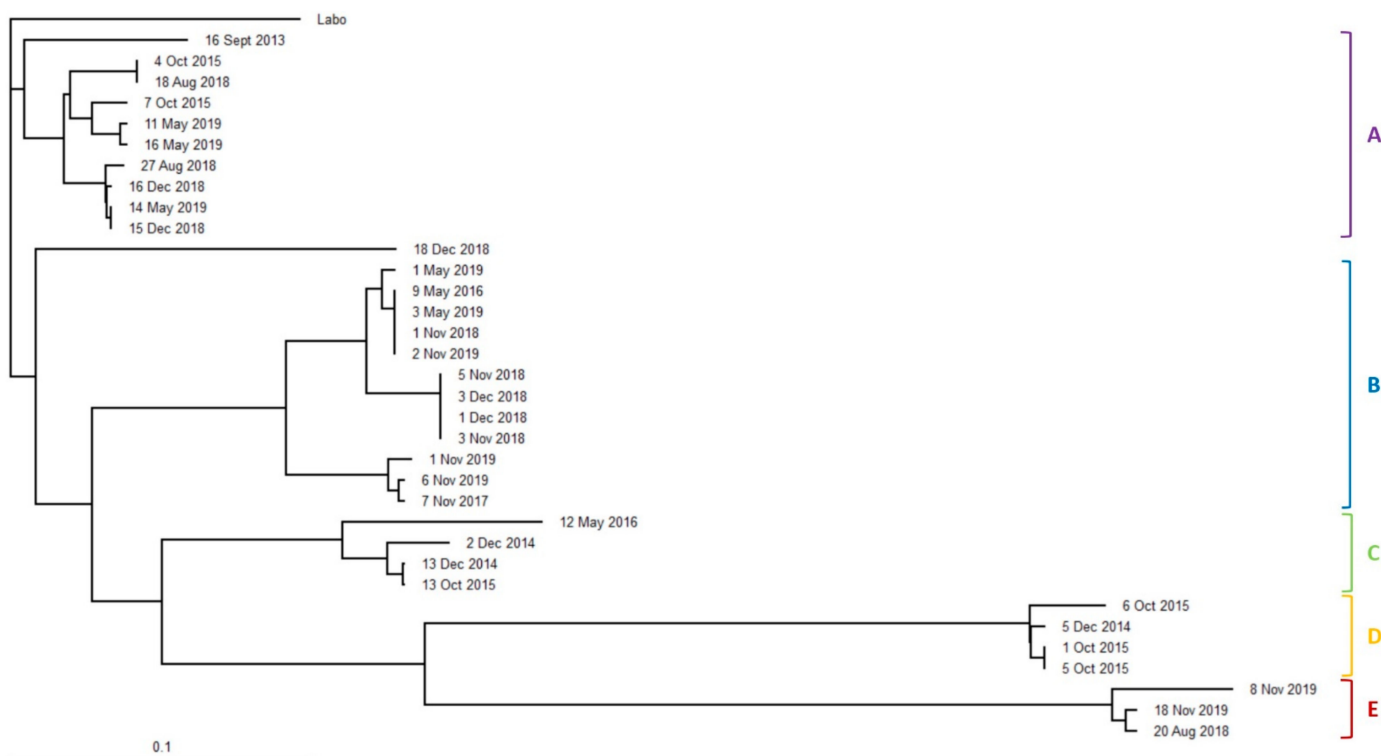 Labo
16 Sept 2013
4 Oct 2015
18 Aug 2018
7 Oct 2015
11 May 2019
16 May 2019
27 Aug 2018
16 Dec 2018
14 May 2019
15 Dec 2018
A
18 Dec 2018
1 May 2019
9 May 2016
3 May 2019
1 Nov 2018
2 Nov 2019
5 Nov 2018
3 Dec 2018
1 Dec 2018
3 Nov 2018
1 Nov 2019
6 Nov 2019
7 Nov 2017
B
12 May 2016
2 Dec 2014
13 Dec 2014
13 Oct 2015
C
6 Oct 2015
5 Dec 2014
1 Oct 2015
5 Oct 2015
D
8 Nov 2019
18 Nov 2019
20 Aug 2018
E
0.1